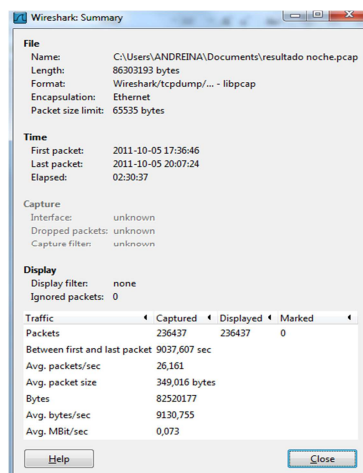 Wireshark: Summary
File
Name: C:\Users\ANDREINA\Documents\resultado noche.pcap
Length: 86303193 bytes
Format: Wireshark/tcpdump/... - libpcap
Encapsulation: Ethernet
Packet size limit: 65535 bytes
Time
First packet: 2011-10-05 17:36:46
Last packet: 2011-10-05 20:07:24
Elapsed: 02:30:37
Capture
Interface: unknown
Dropped packets: unknown
Capture filter: unknown
Display
Display filter: none
Ignored packets: 0
Traffic Captured Displayed Marked
Packets 236437 236437 0
Between first and last packet 9037,607 sec
Avg. packets/sec 26,161
Avg. packet size 349,016 bytes
Bytes 82520177
Avg. bytes/sec 9130,755
Avg. MBit/sec 0,073
Help Close